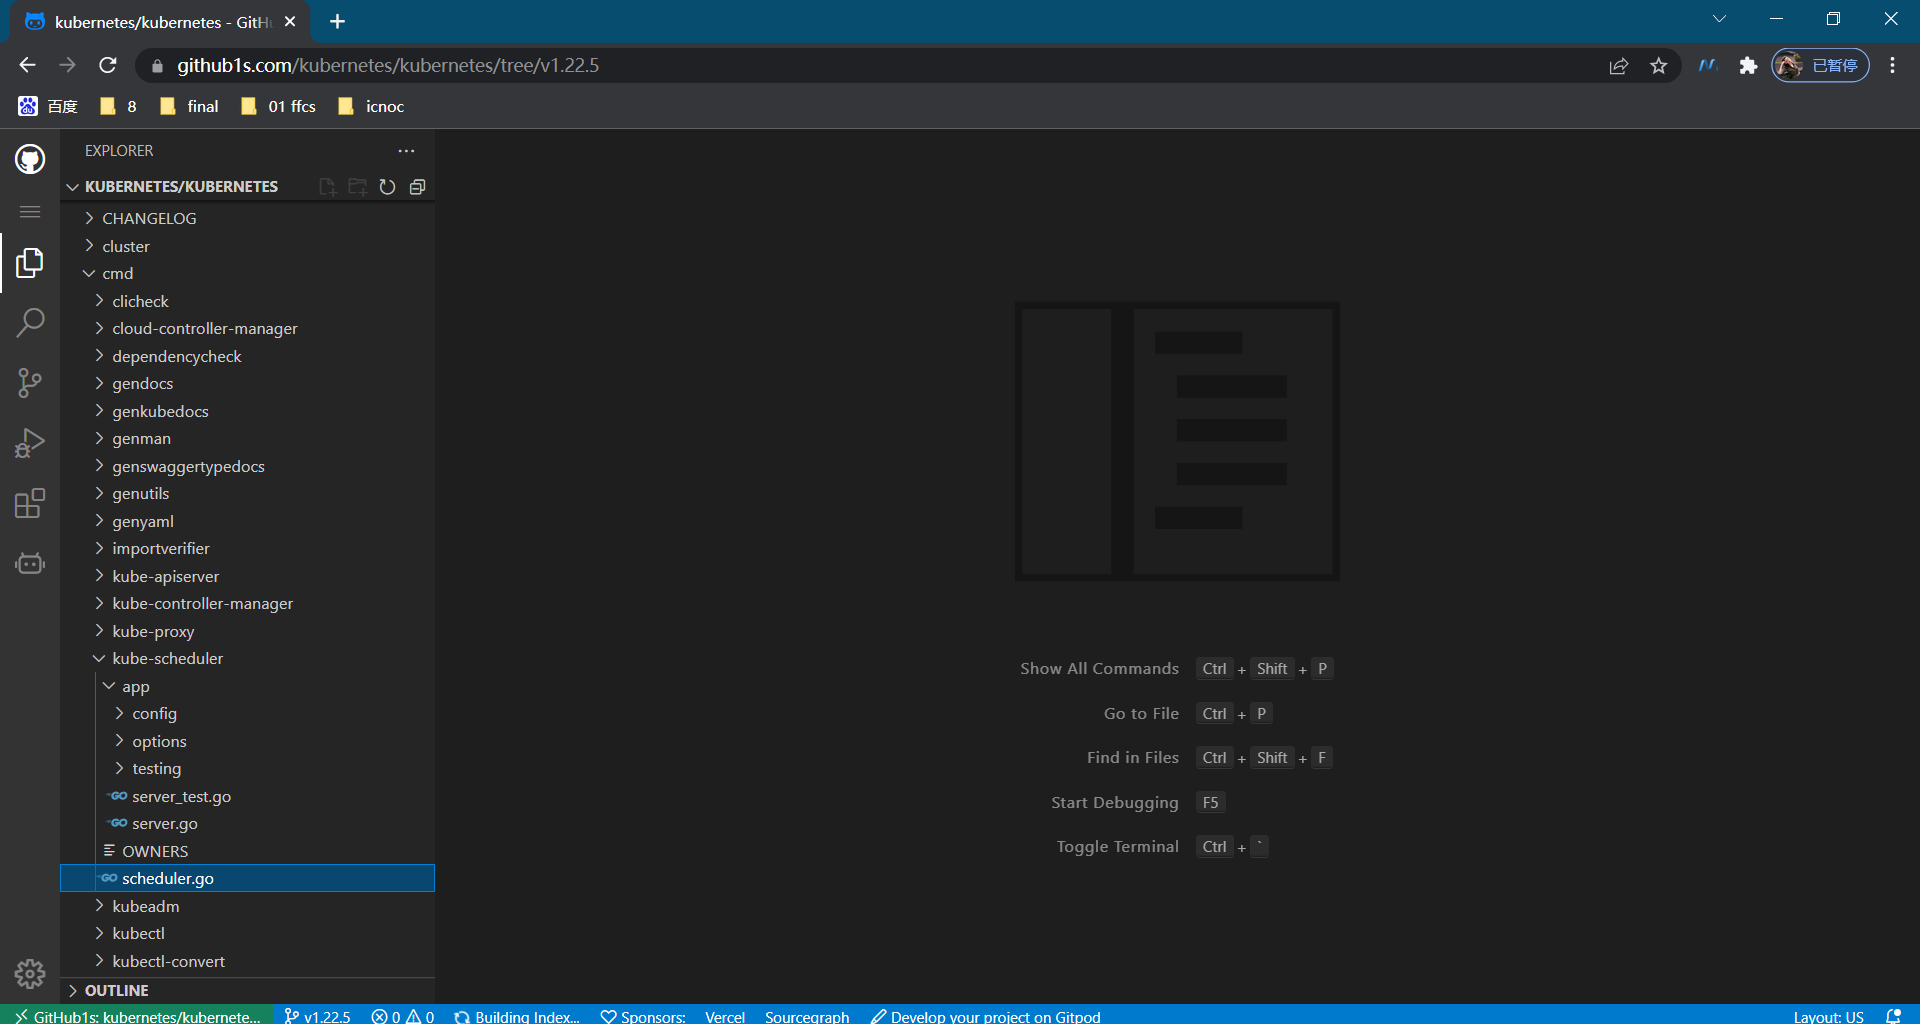 kubernetes/kubernetes - GitHu
github1s.com/kubernetes/kubernetes/tree/v1.22.5
已暂停
百度 8 final 01 ffcs icnoc
EXPLORER
KUBERNETES/KUBERNETES
CHANGELOG
cluster
cmd
clicheck
cloud-controller-manager
dependencycheck
gendocs
genkubedocs
genman
genswaggertypedocs
genutils
genyaml
importverifier
kube-apiserver
kube-controller-manager
kube-proxy
kube-scheduler
app
config
options
testing
GO server_test.go
GO server.go
OWNERS
GO scheduler.go
kubeadm
kubectl
kubectl-convert
OUTLINE
Show All Commands Ctrl + Shift + P
Go to File Ctrl + P
Find in Files Ctrl + Shift + F
Start Debugging F5
Toggle Terminal Ctrl + `
GitHub1s: kubernetes/kubernete... v1.22.5 0 0 Building Index... Sponsors: Vercel Sourcegraph Develop your project on Gitpod Layout: US